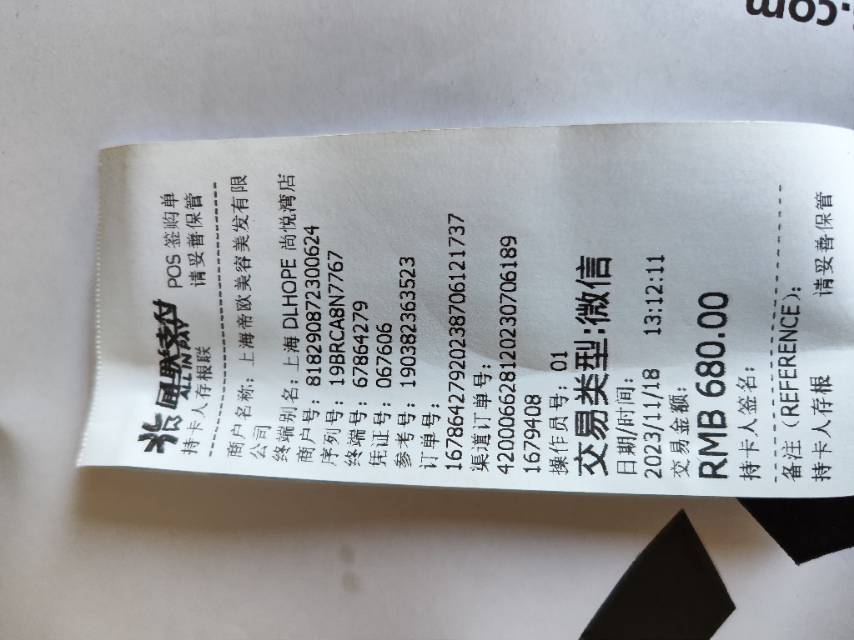 通联支付
ALL IN PAY
POS 签购单
持卡人存根联
请妥善保管
商户名称：上海帝欧美容美发有限
公司
终端别名：上海 DLHOPE 尚悦湾店
商户号：818290872300624
序列号：19BRCA8N7767
终端号：67864279
凭证号：067606
参考号：190382363523
订单号：
16786427920238706121737
渠道订单号：
420006628120230706189
1679408
操作员号：01
交易类型:微信
日期/时间：
2023/11/18 13:12:11
交易金额：
RMB 680.00
持卡人签名：
备注（REFERENCE）：
持卡人存根
请妥善保管
.com